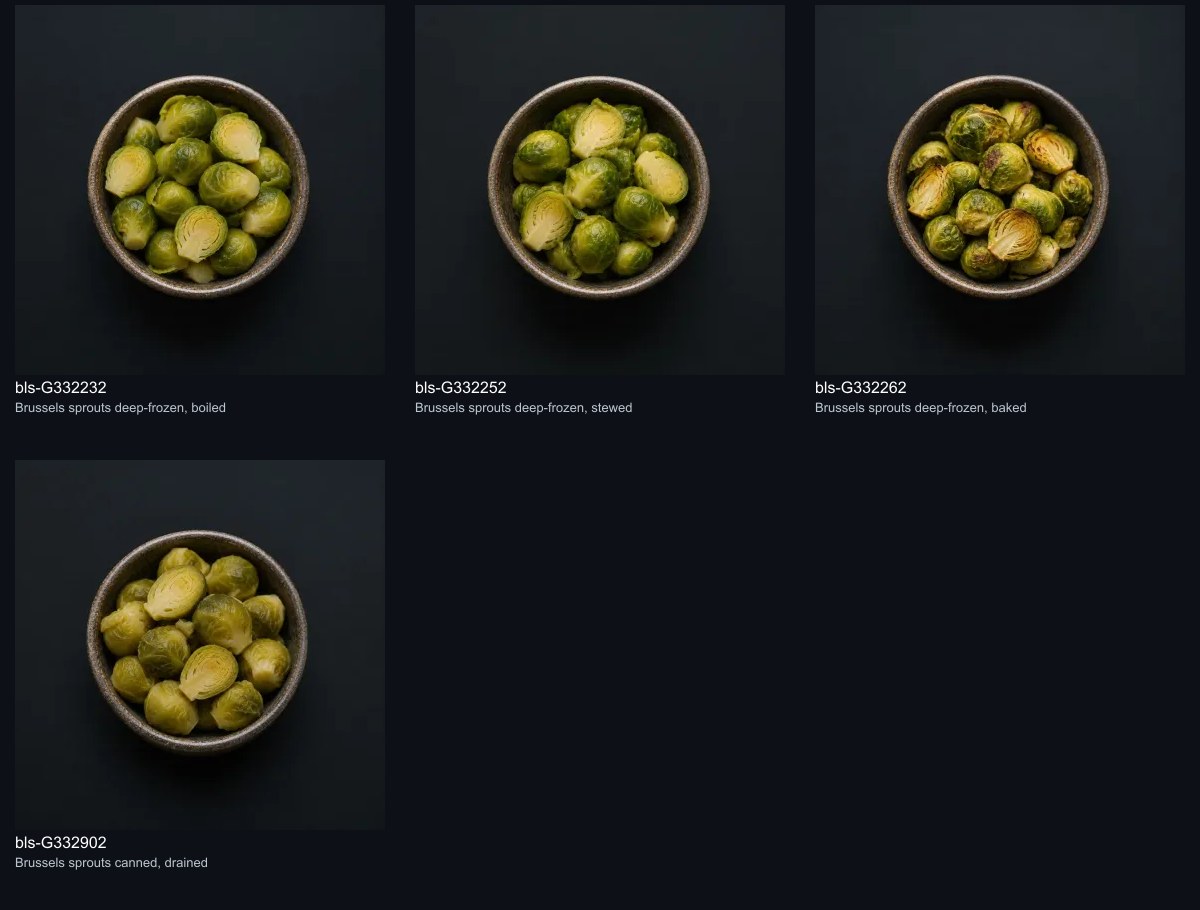 bls-G332232
Brussels sprouts deep-frozen, boiled
bls-G332252
Brussels sprouts deep-frozen, stewed
bls-G332262
Brussels sprouts deep-frozen, baked
bls-G332902
Brussels sprouts canned, drained